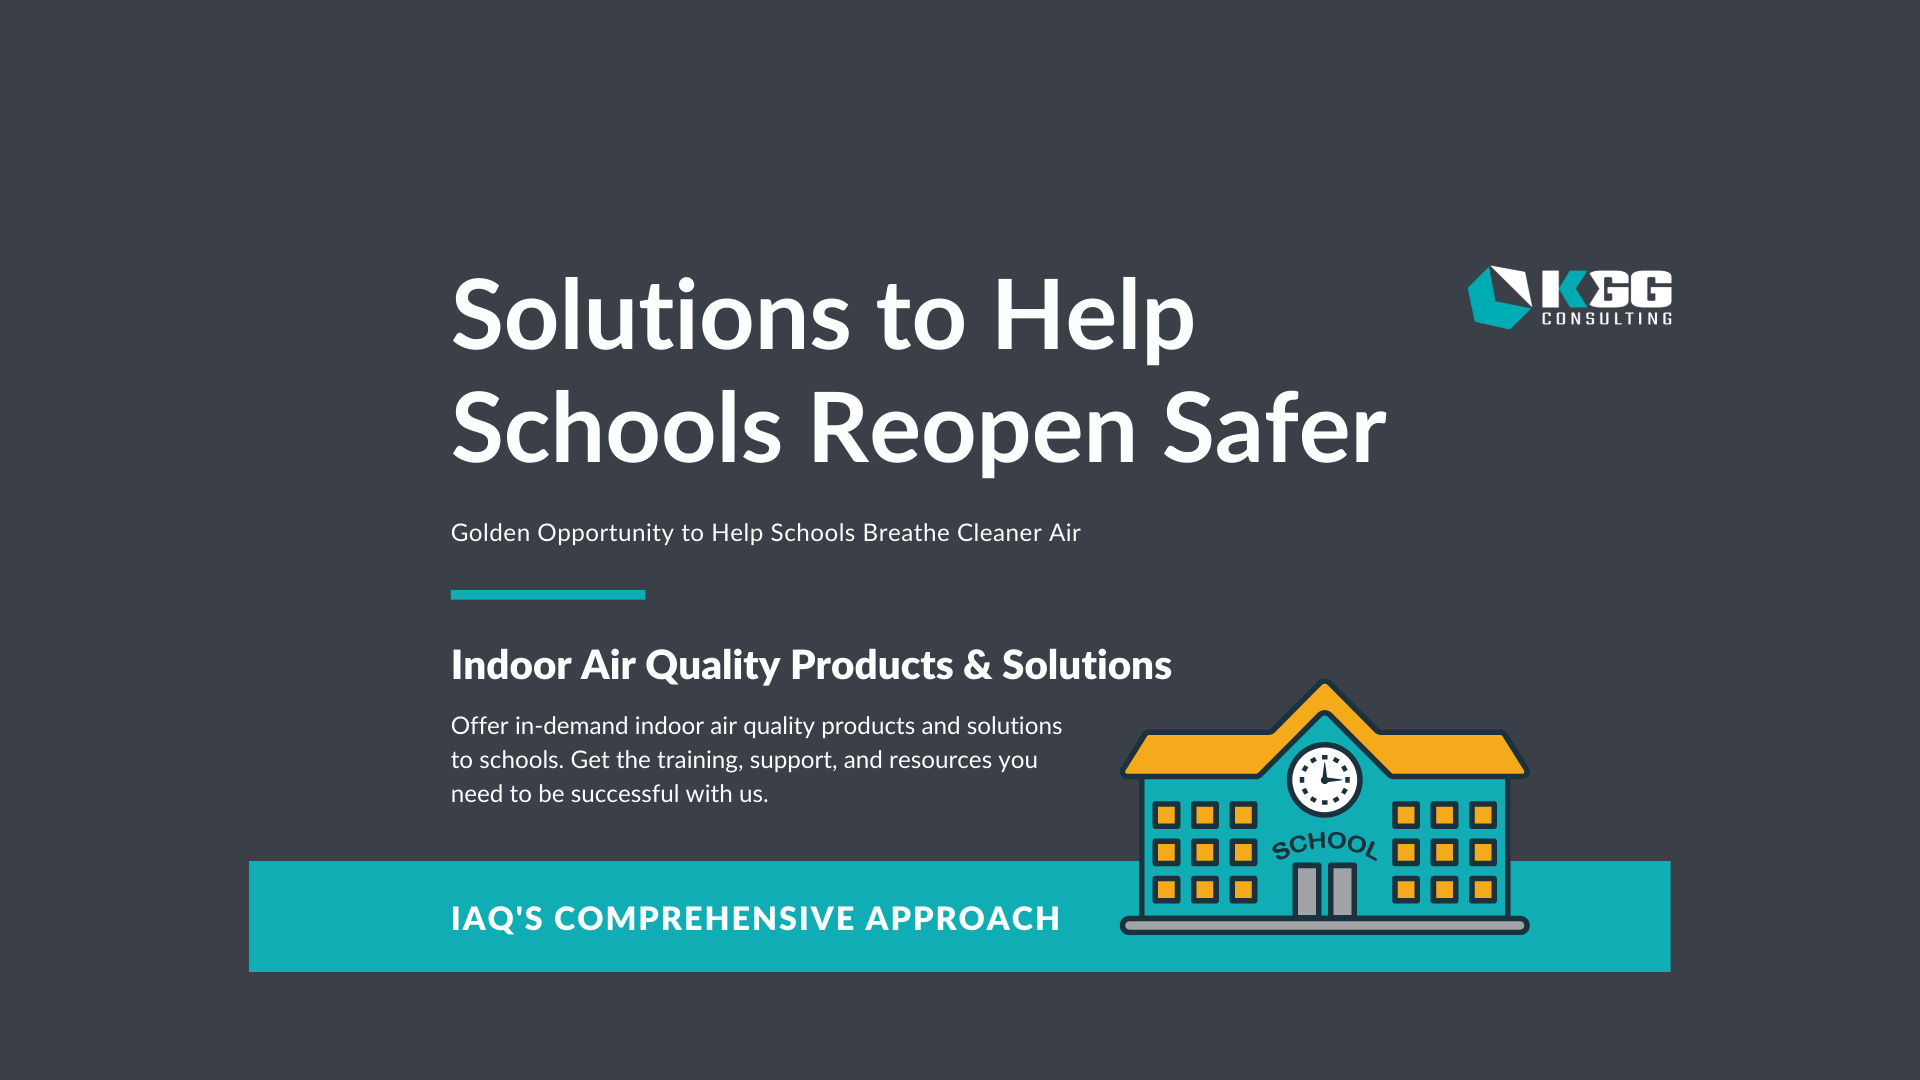 Solutions to Help
Schools Reopen Safer
KGG
CONSULTING
Golden Opportunity to Help Schools Breathe Cleaner Air
Indoor Air Quality Products & Solutions
Offer in-demand indoor air quality products and solutions
to schools. Get the training, support, and resources you
need to be successful with us.
SCHOOL
IAQ'S COMPREHENSIVE APPROACH